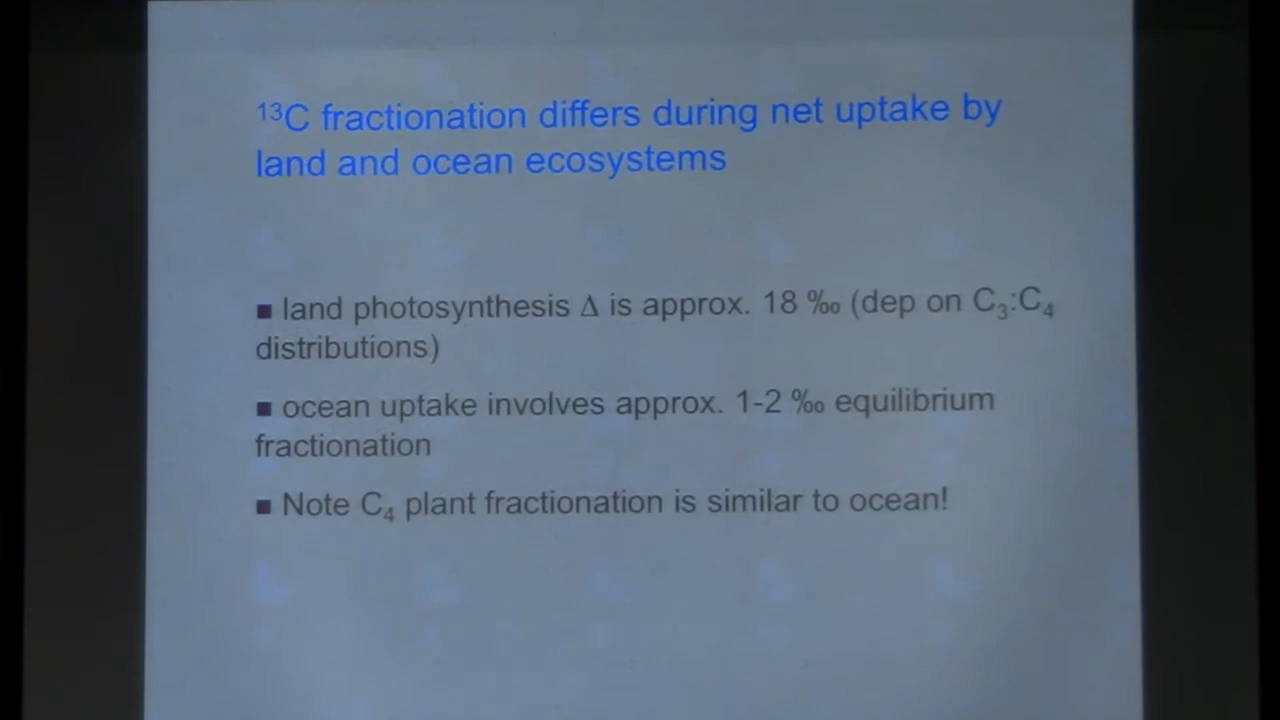 ¹³C fractionation differs during net uptake by
land and ocean ecosystems
■ land photosynthesis Δ is approx. 18 ‰ (dep on C₃:C₄
distributions)
■ ocean uptake involves approx. 1-2 ‰ equilibrium
fractionation
■ Note C₄ plant fractionation is similar to ocean!